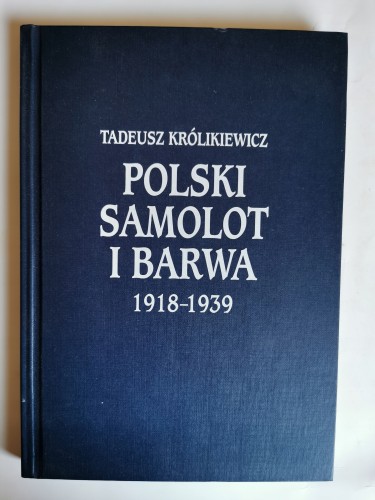 TADEUSZ KRÓLIKIEWICZ
POLSKI
SAMOLOT
I BARWA
1918-1939